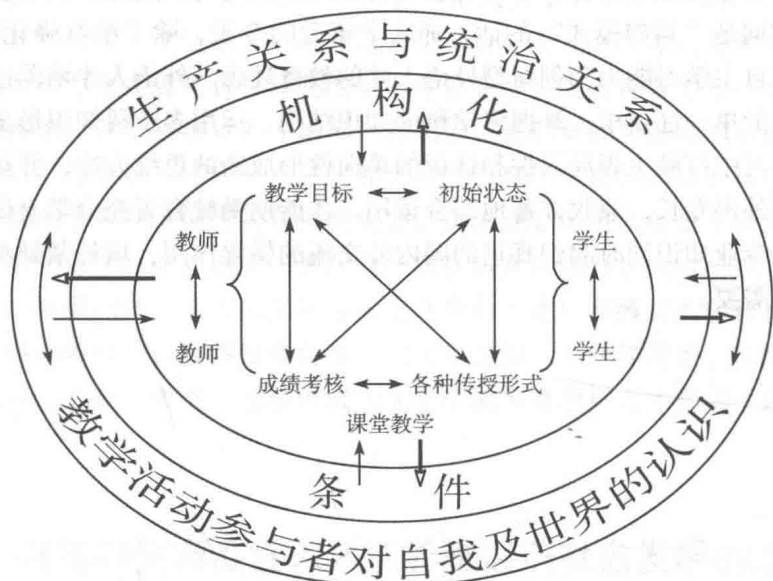 生产关系与统治关系
机构化
教学目标 初始状态
教师 学生
教师 学生
成绩考核 各种传授形式
课堂教学
条件
教学活动参与者对自我及世界的认识